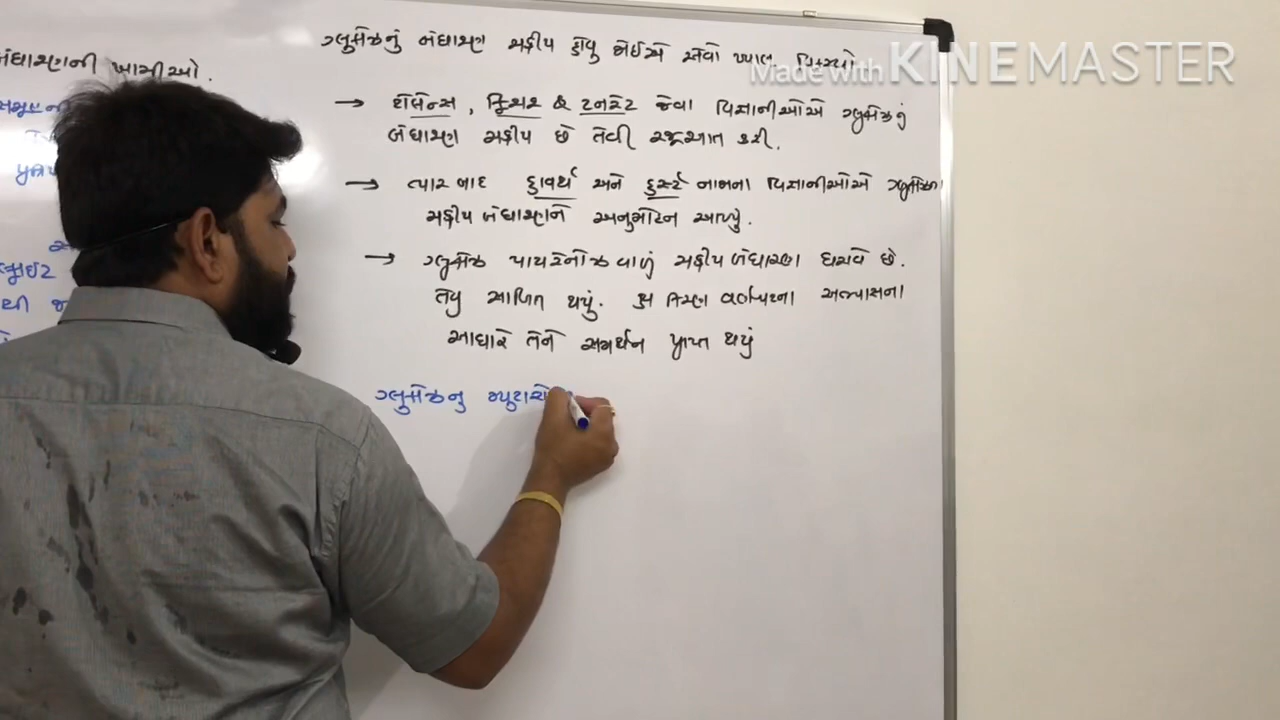 બંધારણની ખામીઓ.
ગ્લુકોઝનું બંધારણ ચક્રીય હોવુ જોઈએ એવો ખ્યાલ વિકસ્યો
Made with KINEMASTER
→ શેલેન્સ, ફિશર & ટનરેટ જેવા વિજ્ઞાનીઓએ ગ્લુકોઝનું
બંધારણ ચક્રીય છે તેવી રજૂઆત કરી.
→ ત્યાર બાદ હાવર્થ અને હર્સ્ટ નામના વિજ્ઞાનીઓએ ગ્લુકોઝના
ચક્રીય બંધારણને અનુમોદન આપ્યું.
→ ગ્લુકોઝ પાયરેનોઝ વાળું ચક્રીય બંધારણ ધરાવે છે.
તેવુ સાબિત થયું. ક્ષ કિરણ વર્ણપટના અભ્યાસના
આધારે તેને સમર્થન પ્રાપ્ત થયું
ગ્લુકોઝનુ મ્યુટારો